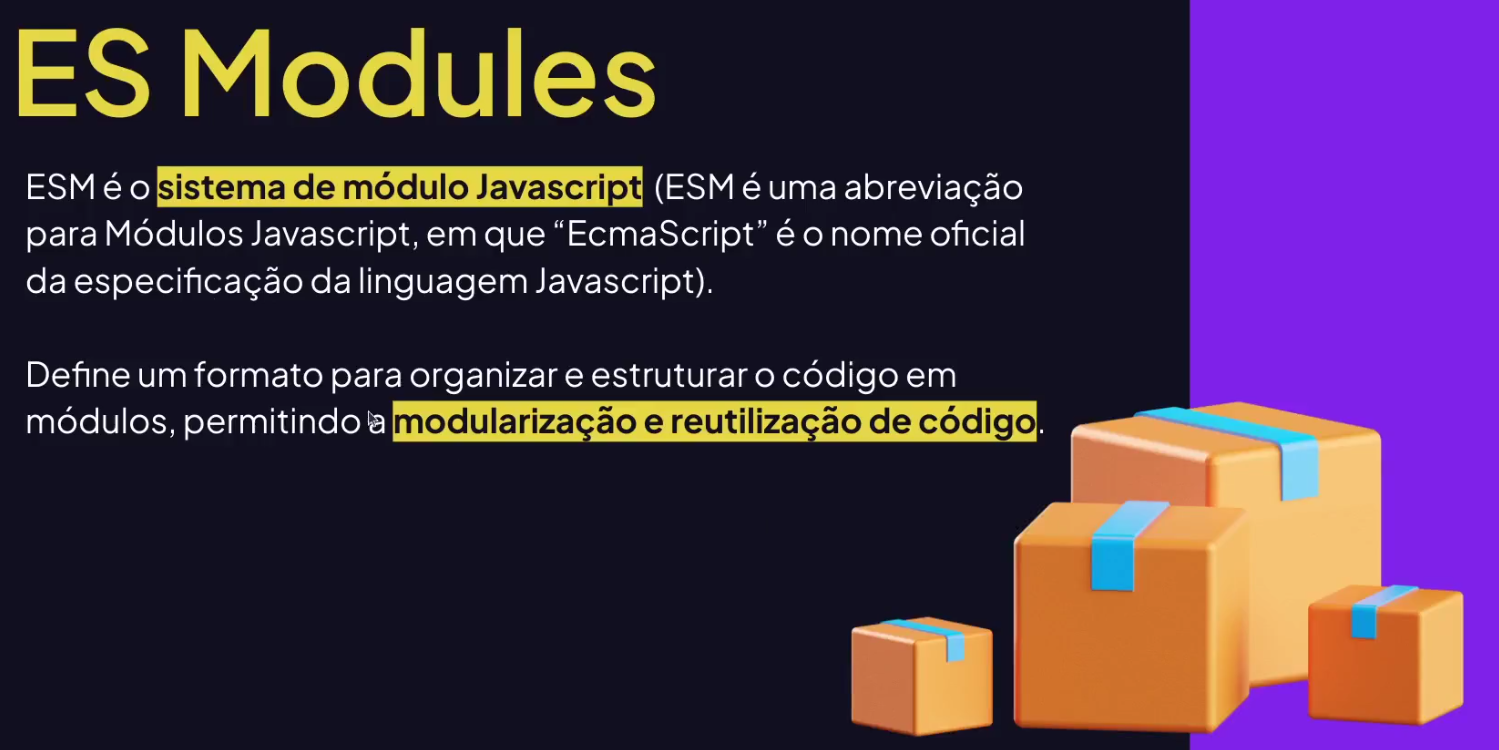 ES Modules
ESM é o sistema de módulo Javascript (ESM é uma abreviação
para Módulos Javascript, em que “EcmaScript” é o nome oficial
da especificação da linguagem Javascript).
Define um formato para organizar e estruturar o código em
módulos, permitindo a modularização e reutilização de código.